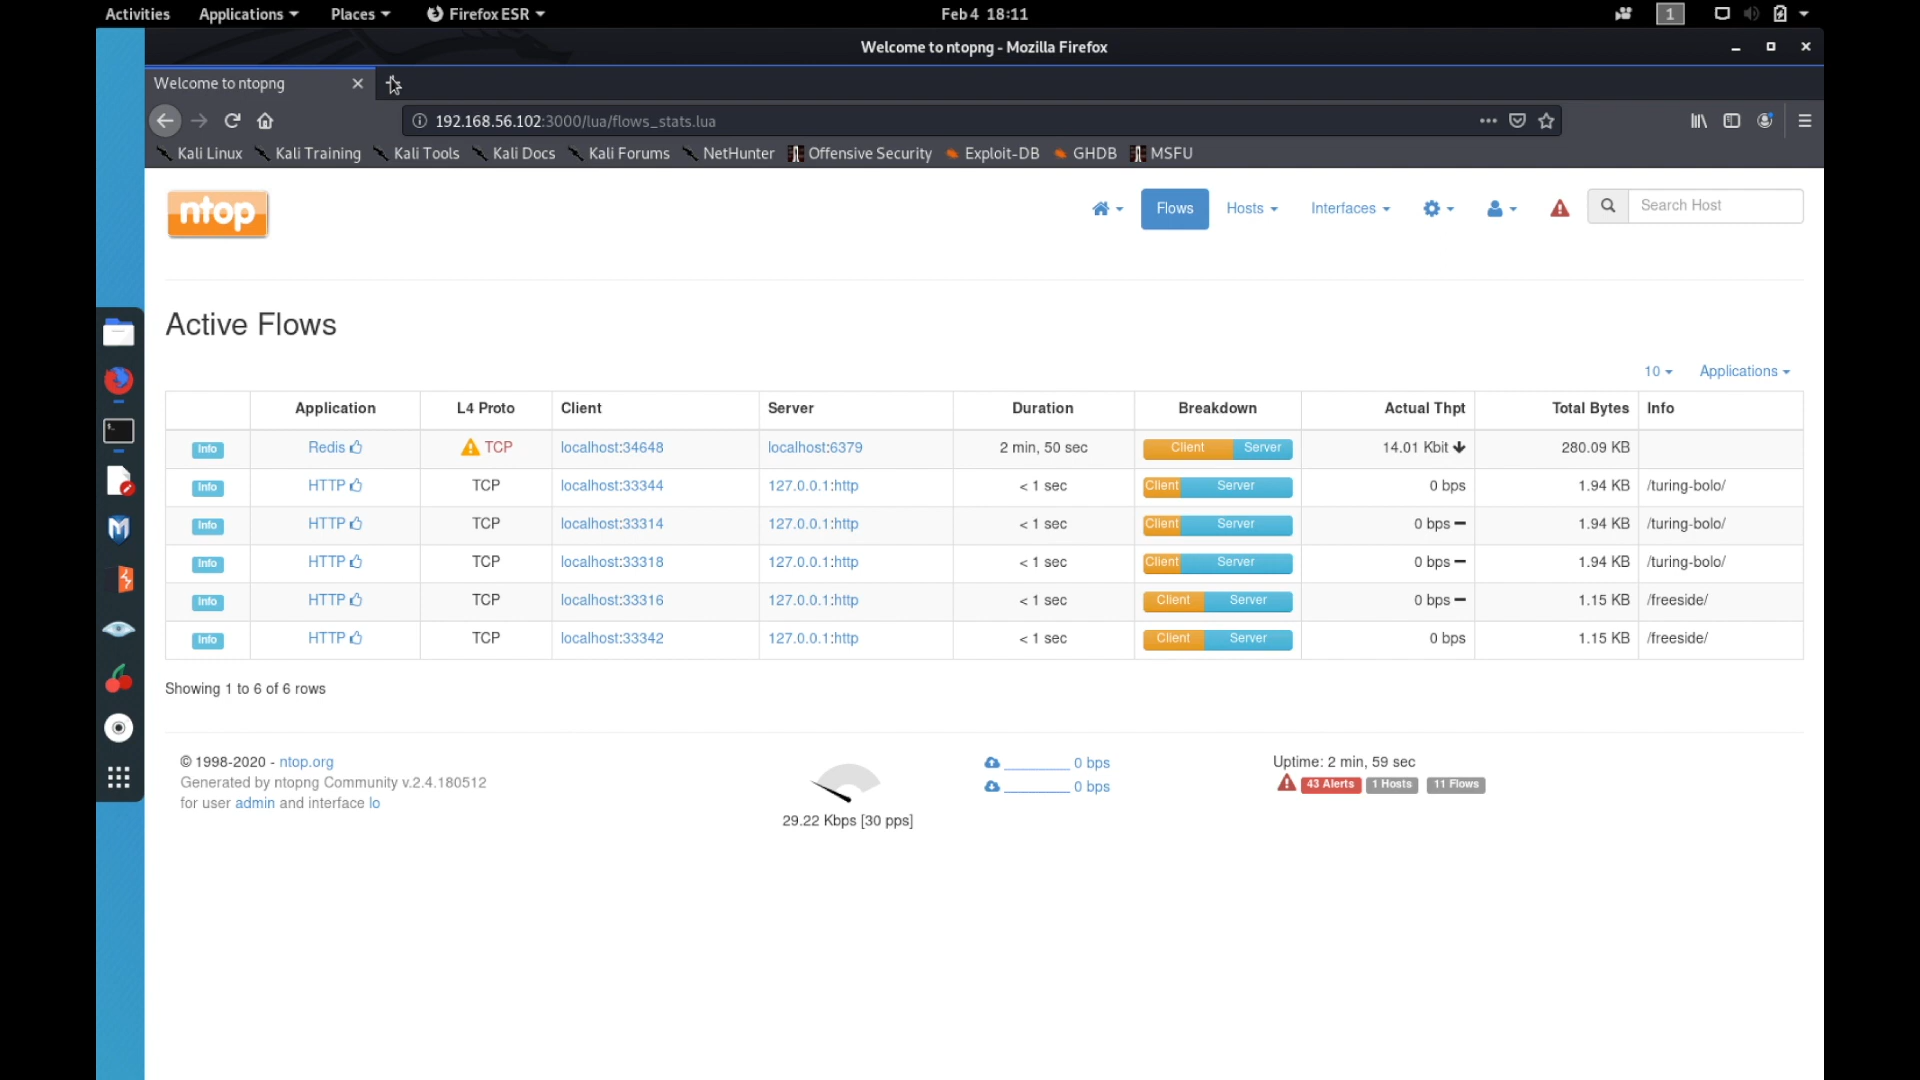 Activities Applications Places Firefox ESR Feb 4 18:11 1
Welcome to ntopng - Mozilla Firefox
Welcome to ntopng
192.168.56.102:3000/lua/flows_stats.lua
Kali Linux Kali Training Kali Tools Kali Docs Kali Forums NetHunter Offensive Security Exploit-DB GHDB MSFU
ntop Flows Hosts Interfaces Search Host
Active Flows
10 Applications
Application L4 Proto Client Server Duration Breakdown Actual Thpt Total Bytes Info
Info Redis TCP localhost:34648 localhost:6379 2 min, 50 sec Client Server 14.01 Kbit 280.09 KB
Info HTTP TCP localhost:33344 127.0.0.1:http < 1 sec Client Server 0 bps 1.94 KB /turing-bolo/
Info HTTP TCP localhost:33314 127.0.0.1:http < 1 sec Client Server 0 bps 1.94 KB /turing-bolo/
Info HTTP TCP localhost:33318 127.0.0.1:http < 1 sec Client Server 0 bps 1.94 KB /turing-bolo/
Info HTTP TCP localhost:33316 127.0.0.1:http < 1 sec Client Server 0 bps 1.15 KB /freeside/
Info HTTP TCP localhost:33342 127.0.0.1:http < 1 sec Client Server 0 bps 1.15 KB /freeside/
Showing 1 to 6 of 6 rows
© 1998-2020 - ntop.org 0 bps Uptime: 2 min, 59 sec
Generated by ntopng Community v.2.4.180512 0 bps 43 Alerts 1 Hosts 11 Flows
for user admin and interface lo
29.22 Kbps [30 pps]